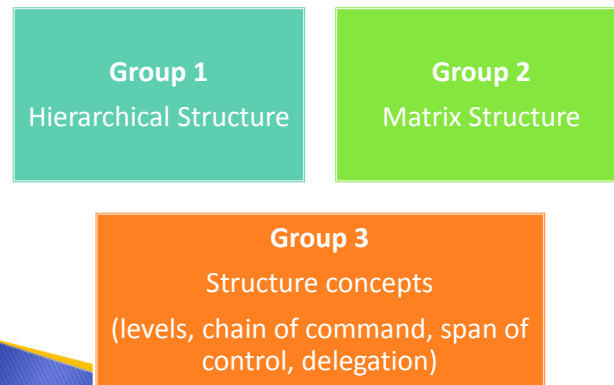 Group 1
Hierarchical Structure
Group 2
Matrix Structure
Group 3
Structure concepts
(levels, chain of command, span of
control, delegation)